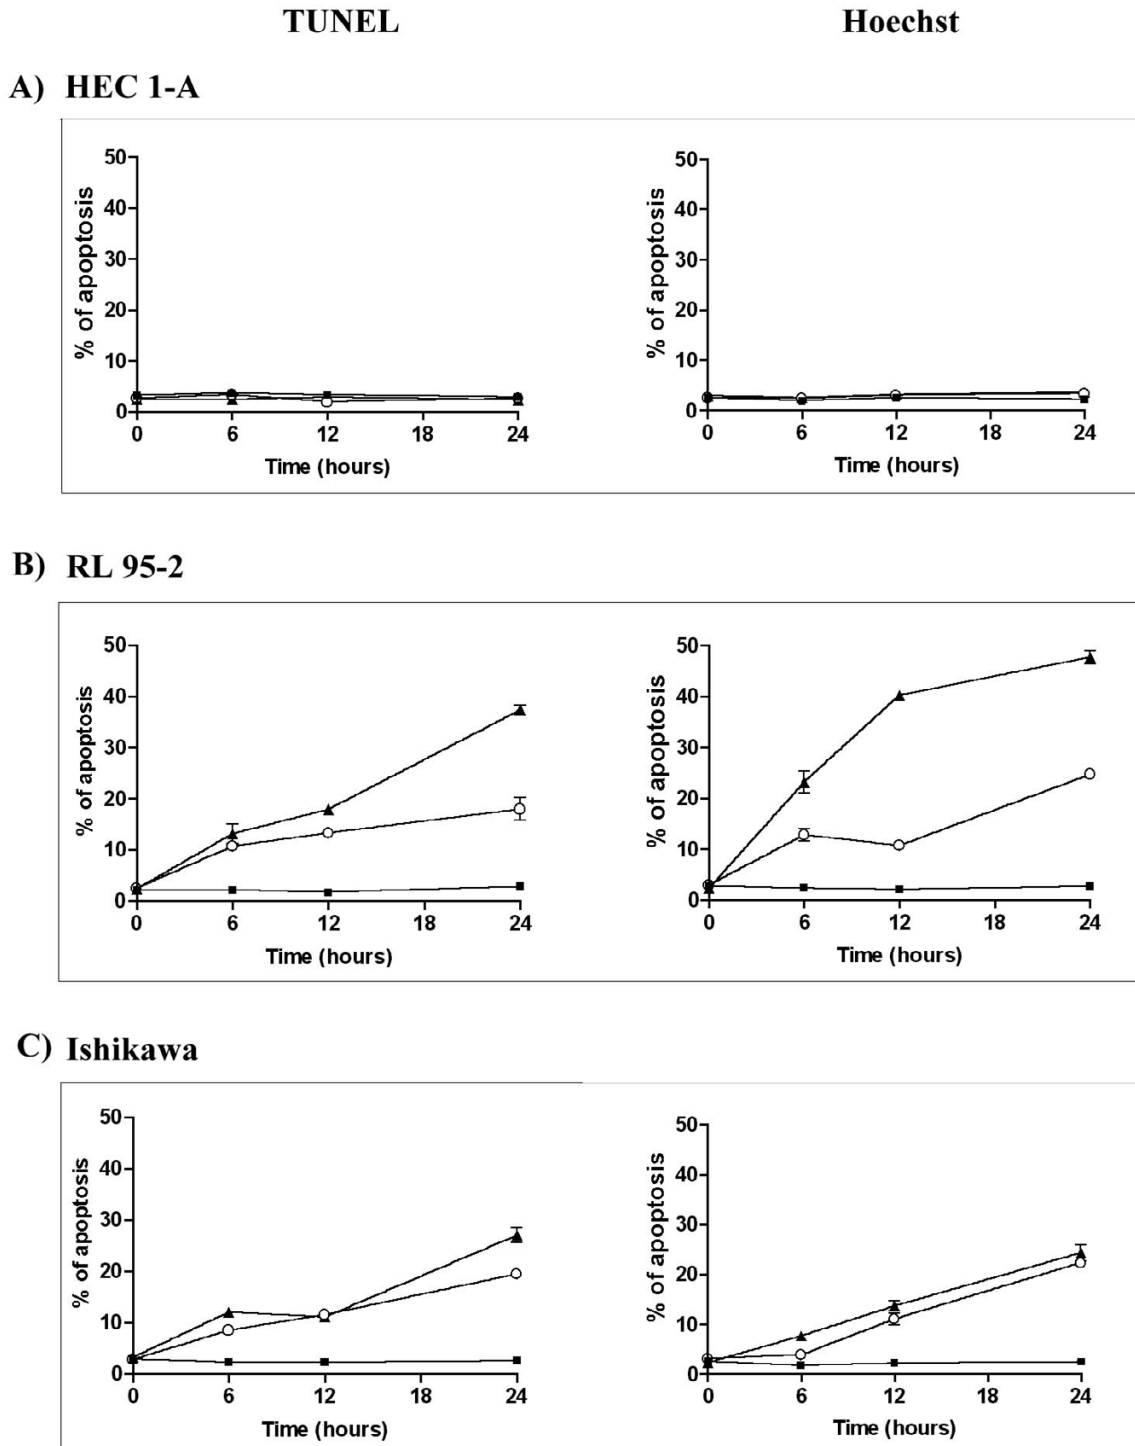 TUNEL Hoechst
A) HEC 1-A
50 50
40 40
30 30
20 20
10 10
0 0
% of apoptosis % of apoptosis
0 6 12 18 24 0 6 12 18 24
Time (hours) Time (hours)
B) RL 95-2
50 50
40 40
30 30
20 20
10 10
0 0
% of apoptosis % of apoptosis
0 6 12 18 24 0 6 12 18 24
Time (hours) Time (hours)
C) Ishikawa
50 50
40 40
30 30
20 20
10 10
0 0
% of apoptosis % of apoptosis
0 6 12 18 24 0 6 12 18 24
Time (hours) Time (hours)